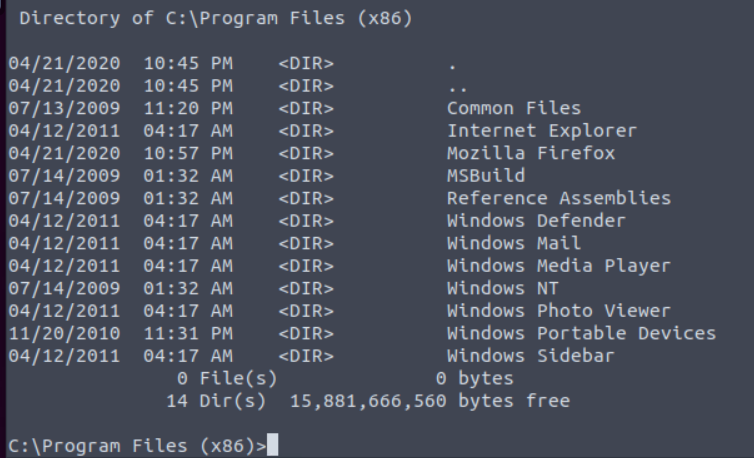 Directory of C:\Program Files (x86)
04/21/2020  10:45 PM    <DIR>          .
04/21/2020  10:45 PM    <DIR>          ..
07/13/2009  11:20 PM    <DIR>          Common Files
04/12/2011  04:17 AM    <DIR>          Internet Explorer
04/21/2020  10:57 PM    <DIR>          Mozilla Firefox
07/14/2009  01:32 AM    <DIR>          MSBuild
07/14/2009  01:32 AM    <DIR>          Reference Assemblies
04/12/2011  04:17 AM    <DIR>          Windows Defender
04/12/2011  04:17 AM    <DIR>          Windows Mail
04/12/2011  04:17 AM    <DIR>          Windows Media Player
07/14/2009  01:32 AM    <DIR>          Windows NT
04/12/2011  04:17 AM    <DIR>          Windows Photo Viewer
11/20/2010  11:31 PM    <DIR>          Windows Portable Devices
04/12/2011  04:17 AM    <DIR>          Windows Sidebar
0 File(s)              0 bytes
14 Dir(s)  15,881,666,560 bytes free
C:\Program Files (x86)>